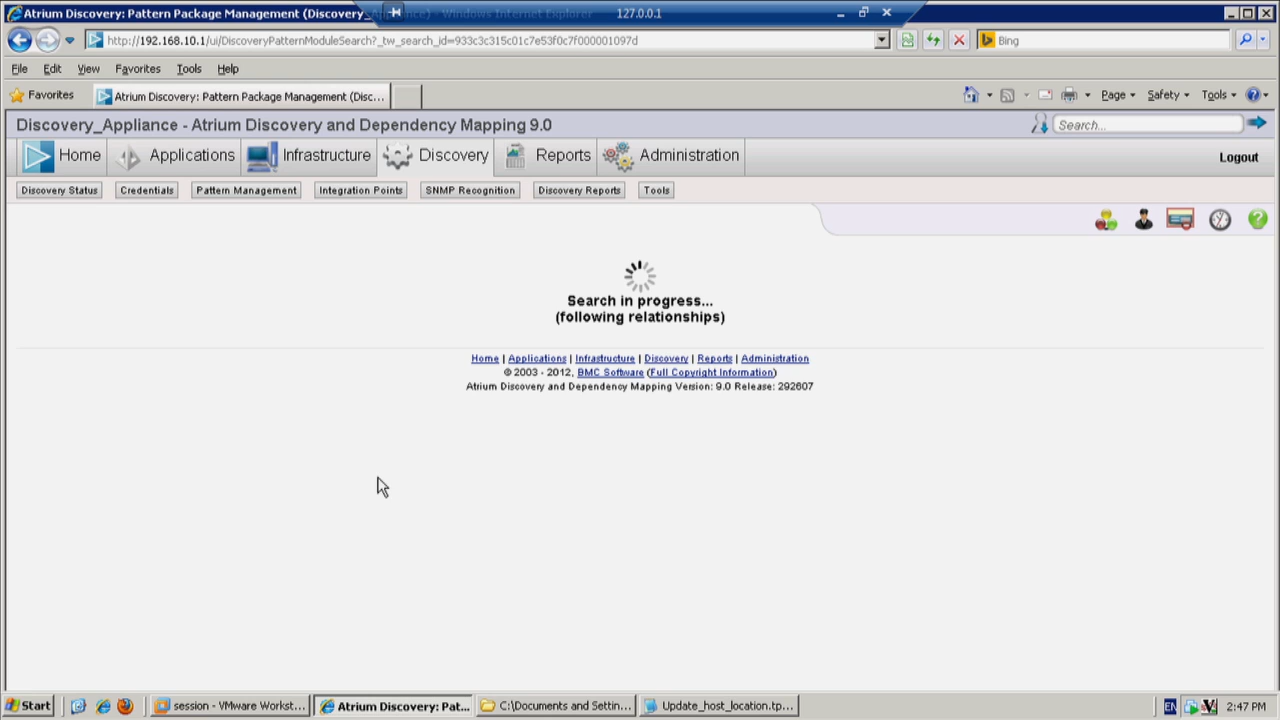 Atrium Discovery: Pattern Package Management (Discovery_Appliance) - Windows Internet Explorer
127.0.0.1
http://192.168.10.1/ui/DiscoveryPatternModuleSearch?_tw_search_id=933c3c315c01c7e53f0c7f000001097d
Bing
File Edit View Favorites Tools Help
Favorites
Atrium Discovery: Pattern Package Management (Disc...
Page Safety Tools
Discovery_Appliance - Atrium Discovery and Dependency Mapping 9.0
Search...
Home Applications Infrastructure Discovery Reports Administration
Logout
Discovery Status Credentials Pattern Management Integration Points SNMP Recognition Discovery Reports Tools
Search in progress...
(following relationships)
Home | Applications | Infrastructure | Discovery | Reports | Administration
© 2003 - 2012, BMC Software (Full Copyright Information)
Atrium Discovery and Dependency Mapping Version: 9.0 Release: 292607
Start
session - VMware Workst...
Atrium Discovery: Pat...
C:\Documents and Settin...
Update_host_location.tp...
EN
2:47 PM